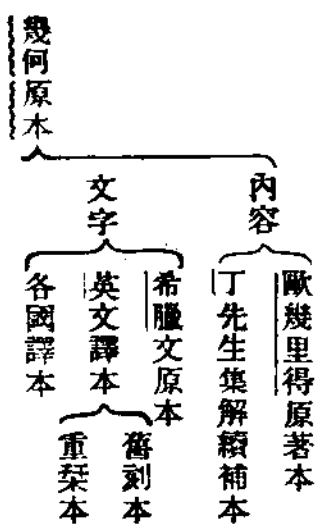 幾何原本
內容
歐幾里得原著本
丁先生集解續補本
文字
希臘文原本
英文譯本
舊刻本
重栞本
各國譯本